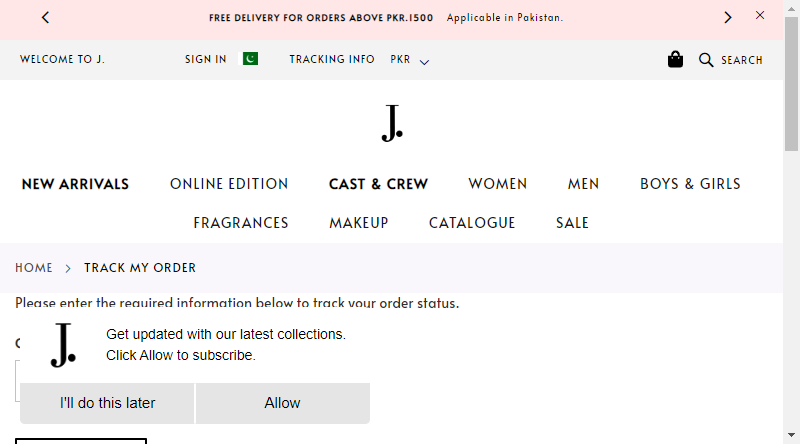 FREE DELIVERY FOR ORDERS ABOVE PKR.1500 Applicable in Pakistan.
WELCOME TO J. SIGN IN TRACKING INFO PKR SEARCH
J.
NEW ARRIVALS ONLINE EDITION CAST & CREW WOMEN MEN BOYS & GIRLS
FRAGRANCES MAKEUP CATALOGUE SALE
HOME > TRACK MY ORDER
Please enter the required information below to track your order status.
J.
Get updated with our latest collections.
Click Allow to subscribe.
I'll do this later Allow